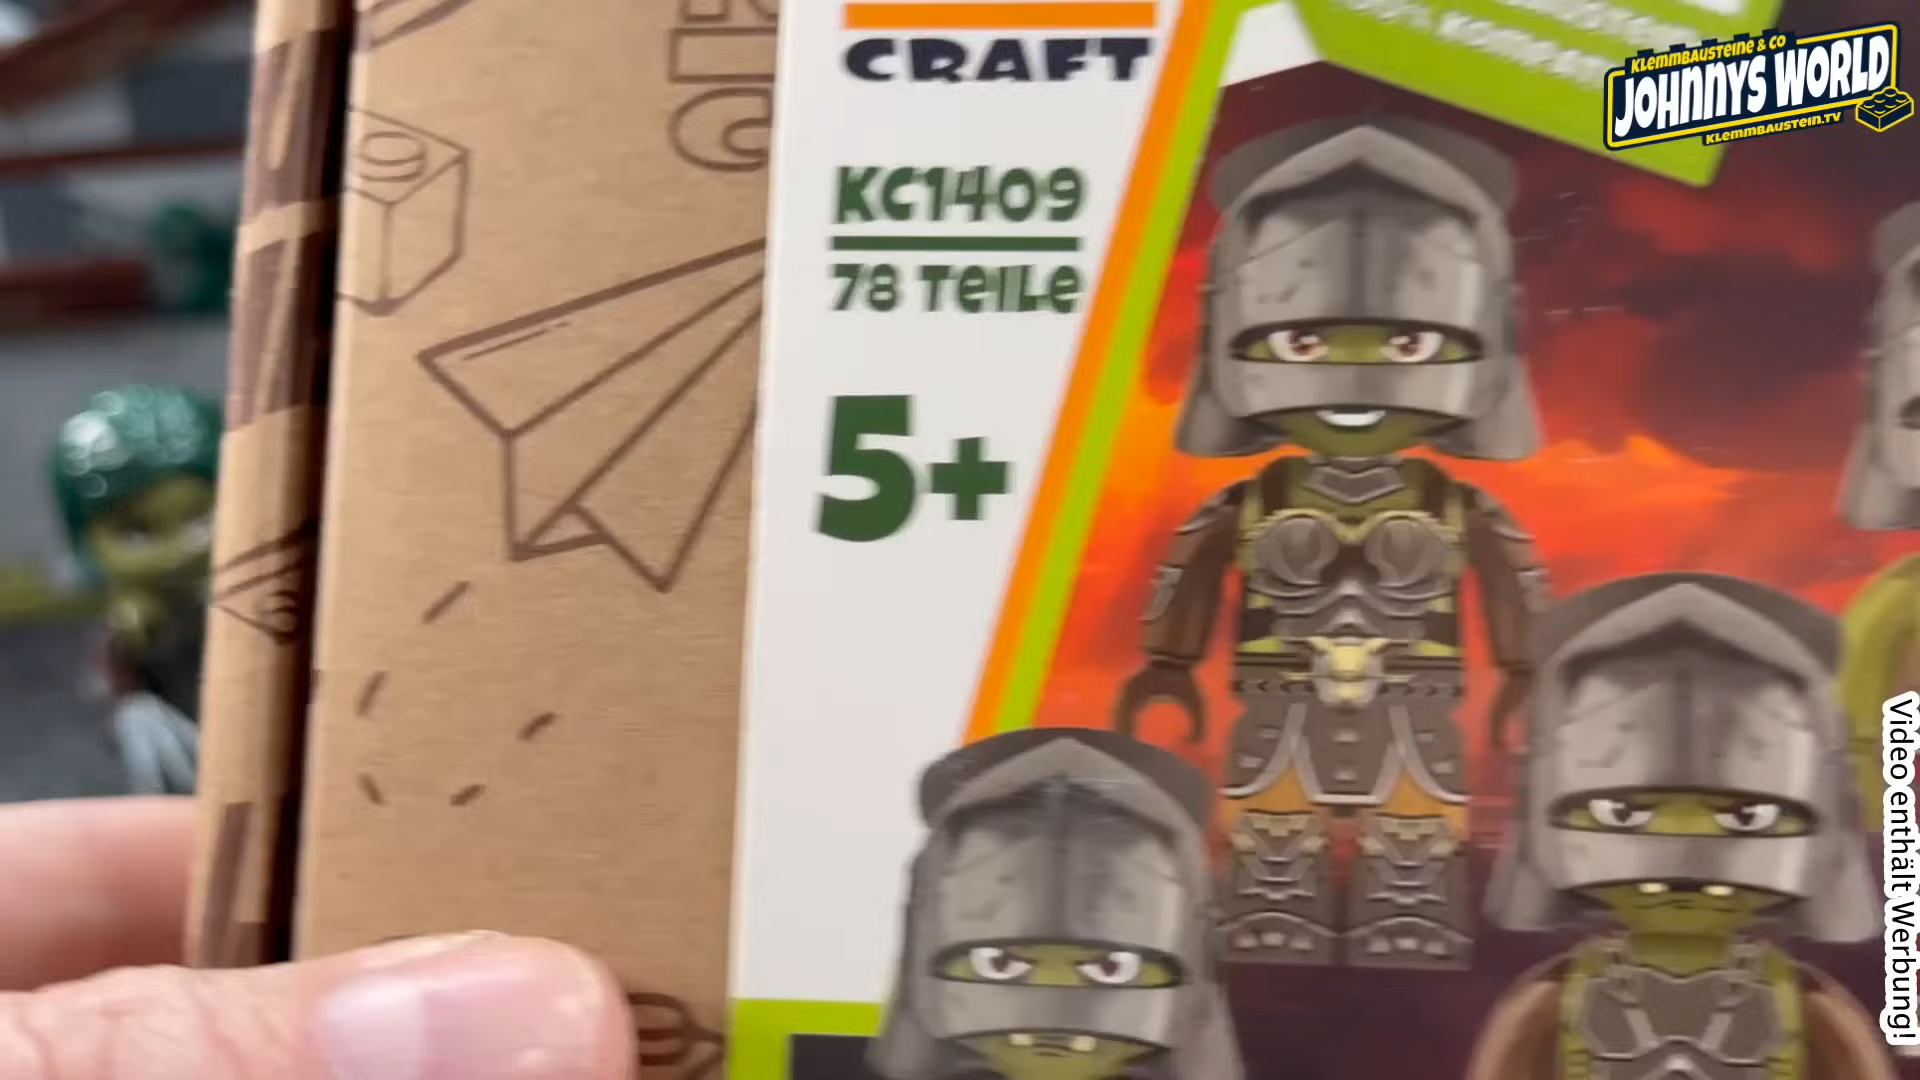 CRAFT
KC1409
78 Teile
5+
Klemmbausteine & Co
Johnnys World
Klemmbaustein.tv
Video enthält Werbung!